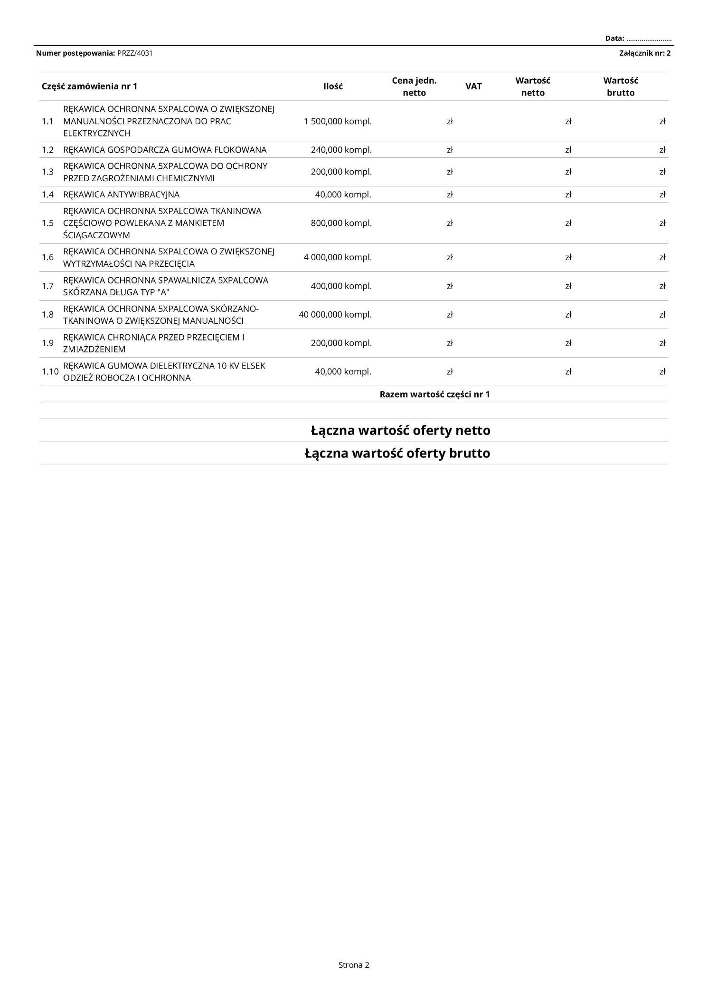 Data: ........................
Numer postępowania: PRZZ/4031 Załącznik nr: 2
Część zamówienia nr 1 Ilość Cena jedn. netto VAT Wartość netto Wartość brutto
1.1 RĘKAWICA OCHRONNA 5XPALCOWA O ZWIĘKSZONEJ
MANUALNOŚCI PRZEZNACZONA DO PRAC
ELEKTRYCZNYCH
1 500,000 kompl. zł zł zł
1.2 RĘKAWICA GOSPODARCZA GUMOWA FLOKOWANA 240,000 kompl. zł zł zł
1.3 RĘKAWICA OCHRONNA 5XPALCOWA DO OCHRONY
PRZED ZAGROŻENIAMI CHEMICZNYMI
200,000 kompl. zł zł zł
1.4 RĘKAWICA ANTYWIBRACYJNA 40,000 kompl. zł zł zł
1.5 RĘKAWICA OCHRONNA 5XPALCOWA TKANINOWA
CZĘŚCIOWO POWLEKANA Z MANKIETEM
ŚCIĄGACZOWYM
800,000 kompl. zł zł zł
1.6 RĘKAWICA OCHRONNA 5XPALCOWA O ZWIĘKSZONEJ
WYTRZYMAŁOŚCI NA PRZECIĘCIA
4 000,000 kompl. zł zł zł
1.7 RĘKAWICA OCHRONNA SPAWALNICZA 5XPALCOWA
SKÓRZANA DŁUGA TYP "A"
400,000 kompl. zł zł zł
1.8 RĘKAWICA OCHRONNA 5XPALCOWA SKÓRZANO-
TKANINOWA O ZWIĘKSZONEJ MANUALNOŚCI
40 000,000 kompl. zł zł zł
1.9 RĘKAWICA CHRONIĄCA PRZED PRZECIĘCIEM I
ZMIAŻDŻENIEM
200,000 kompl. zł zł zł
1.10 RĘKAWICA GUMOWA DIELEKTRYCZNA 10 KV ELSEK
ODZIEŻ ROBOCZA I OCHRONNA
40,000 kompl. zł zł zł
Razem wartość części nr 1
Łączna wartość oferty netto
Łączna wartość oferty brutto
Strona 2